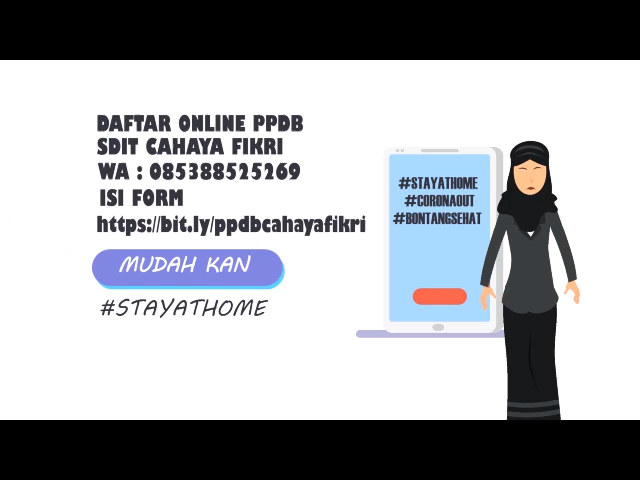 DAFTAR ONLINE PPDB
SDIT CAHAYA FIKRI
WA : 085388525269
ISI FORM
https://bit.ly/ppdbcahayafikri
MUDAH KAN
#STAYATHOME
#STAYATHOME
#CORONAOUT
#BONTANGSEHAT